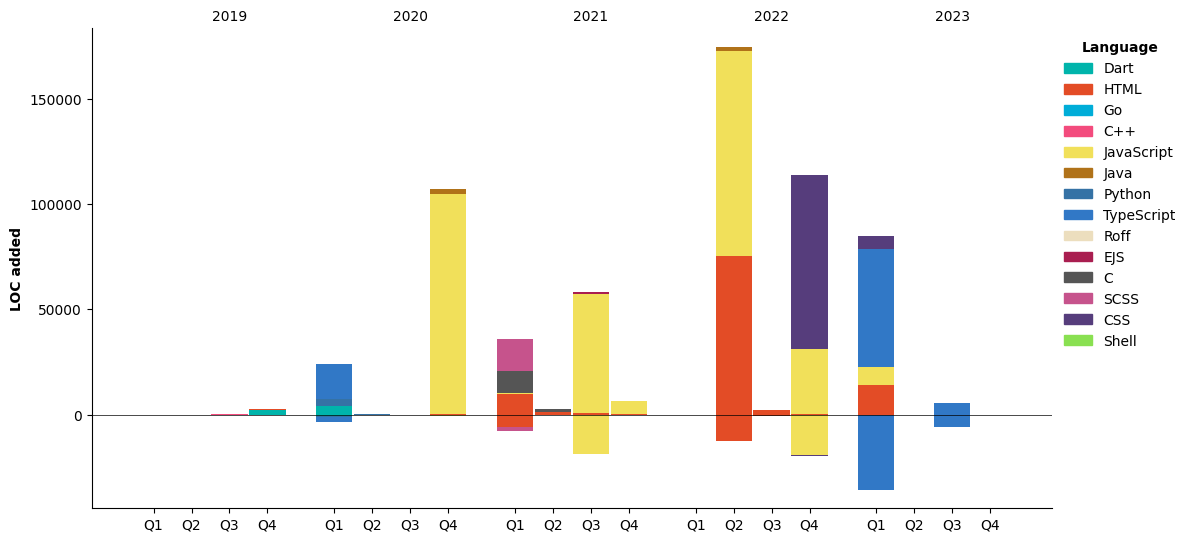 2019 2020 2021 2022 2023
Language
Dart
HTML
Go
C++
JavaScript
Java
Python
TypeScript
Roff
EJS
C
SCSS
CSS
Shell
LOC added
150000
100000
50000
0
Q1 Q2 Q3 Q4 Q1 Q2 Q3 Q4 Q1 Q2 Q3 Q4 Q1 Q2 Q3 Q4 Q1 Q2 Q3 Q4